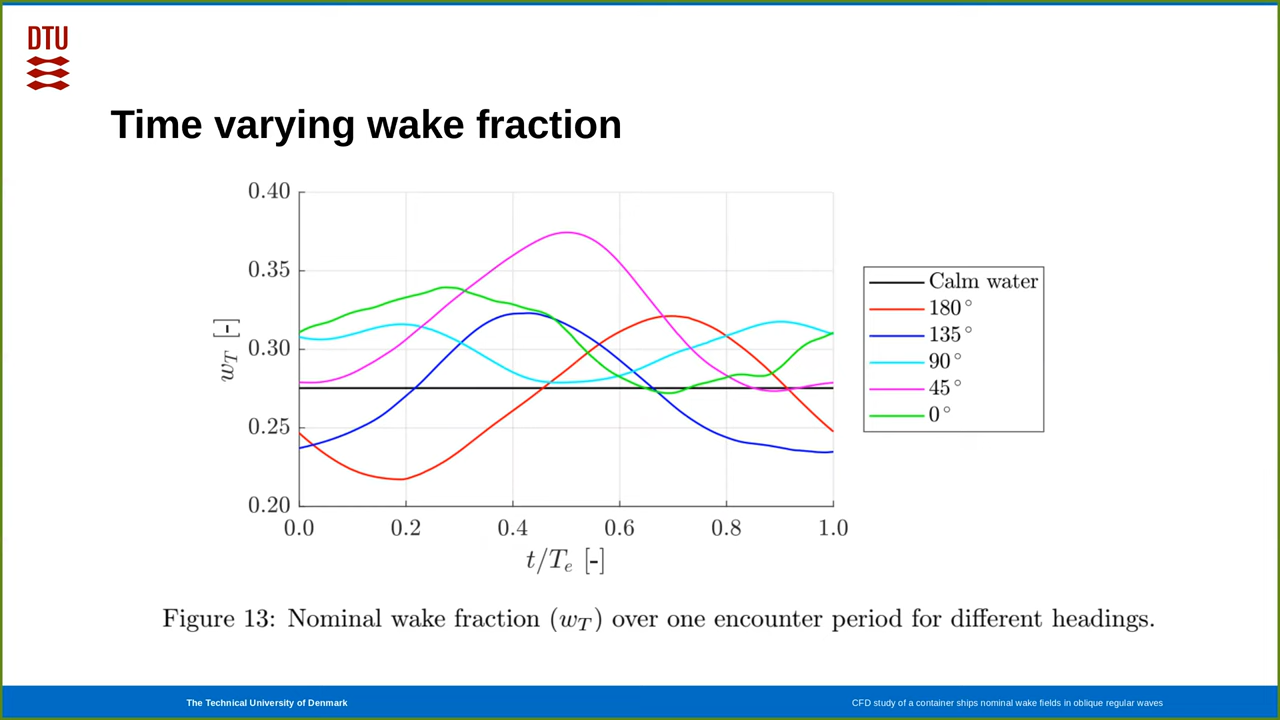 DTU
Time varying wake fraction
0.40
0.35
0.30
0.25
0.20
w_T [-]
0.0 0.2 0.4 0.6 0.8 1.0
t/T_e [-]
Calm water
180°
135°
90°
45°
0°
Figure 13: Nominal wake fraction (w_T) over one encounter period for different headings.
The Technical University of Denmark
CFD study of a container ships nominal wake fields in oblique regular waves